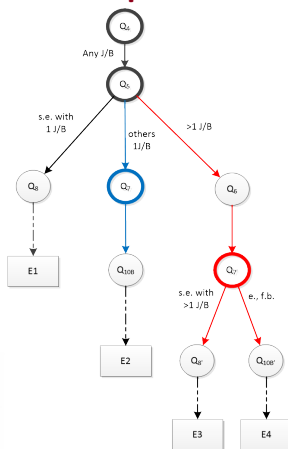 Q4
Any J/B
Q5
s.e. with
1 J/B
others
1J/B
>1 J/B
Q8
Q7
Q6
E1
Q10B
Q7'
s.e. with
>1 J/B
e., f.b.
E2
Q8'
Q10B'
E3
E4